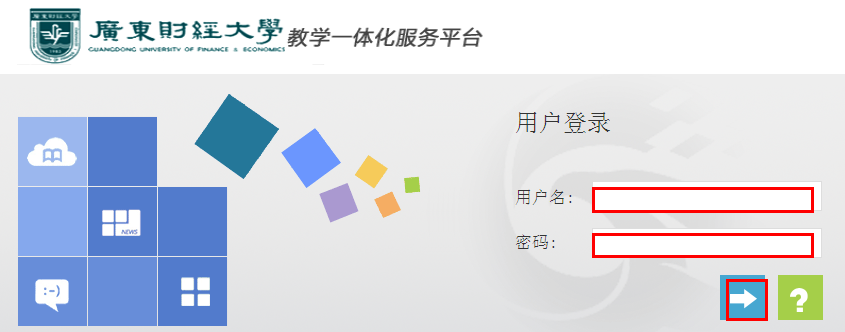 廣東財經大學
GUANGDONG UNIVERSITY OF FINANCE & ECONOMICS
教学一体化服务平台
用户登录
用户名：
密码：
NEWS
:-)
?